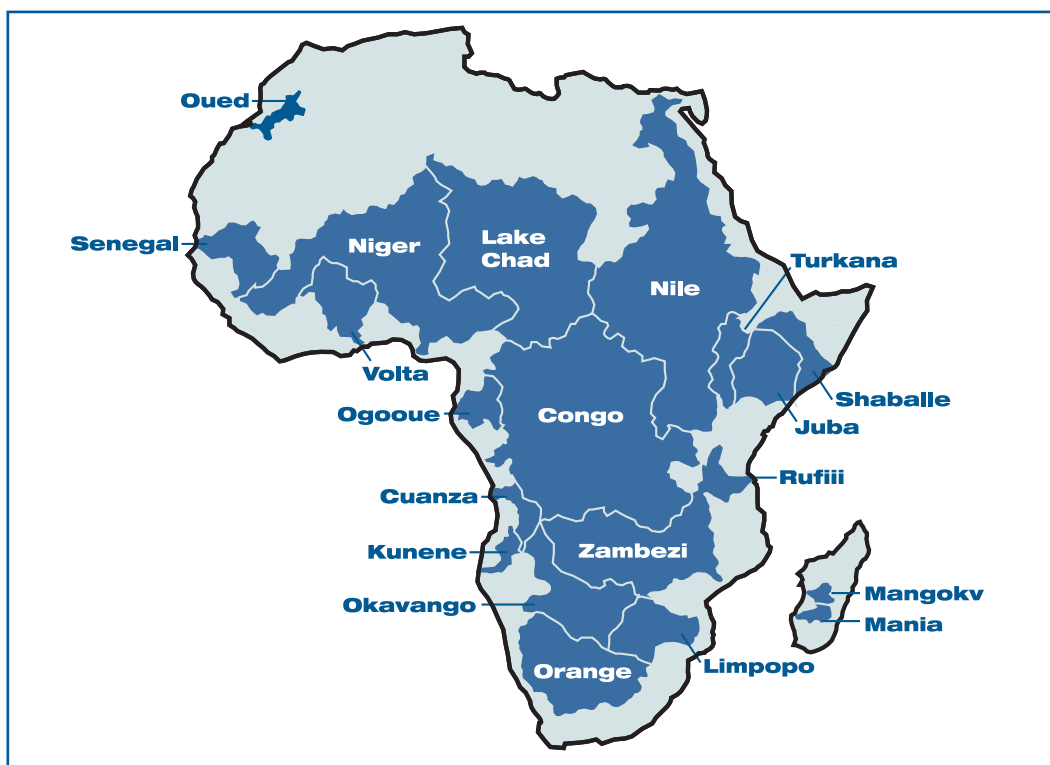 Oued
Senegal
Niger
Lake
Chad
Nile
Turkana
Volta
Ogooue
Congo
Shaballe
Juba
Rufiii
Cuanza
Kunene
Zambezi
Okavango
Mangokv
Mania
Limpopo
Orange